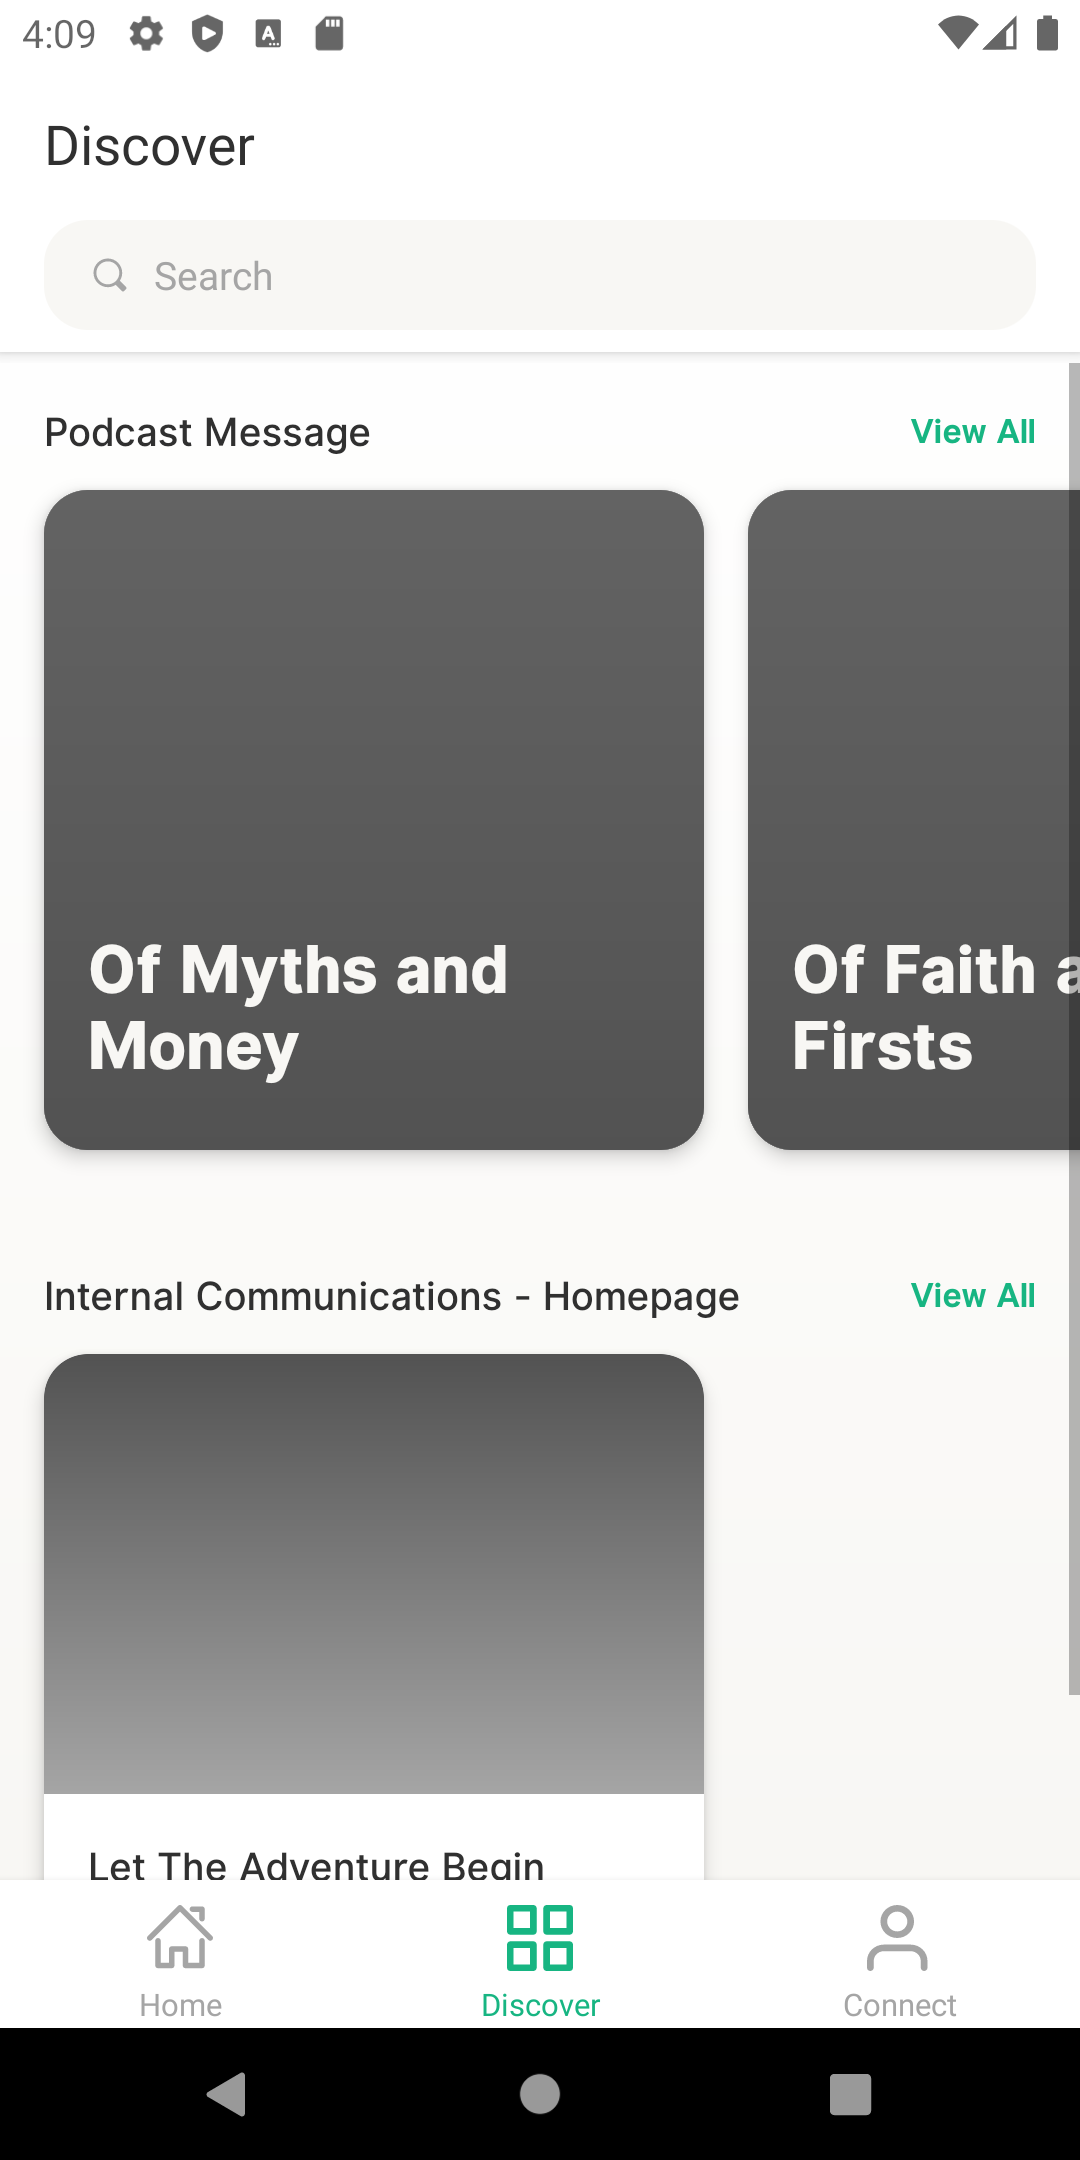 4:09
Discover
Search
Podcast Message
View All
Of Myths and
Money
Of Faith a
Firsts
Internal Communications - Homepage
View All
Let The Adventure Begin
Home
Discover
Connect